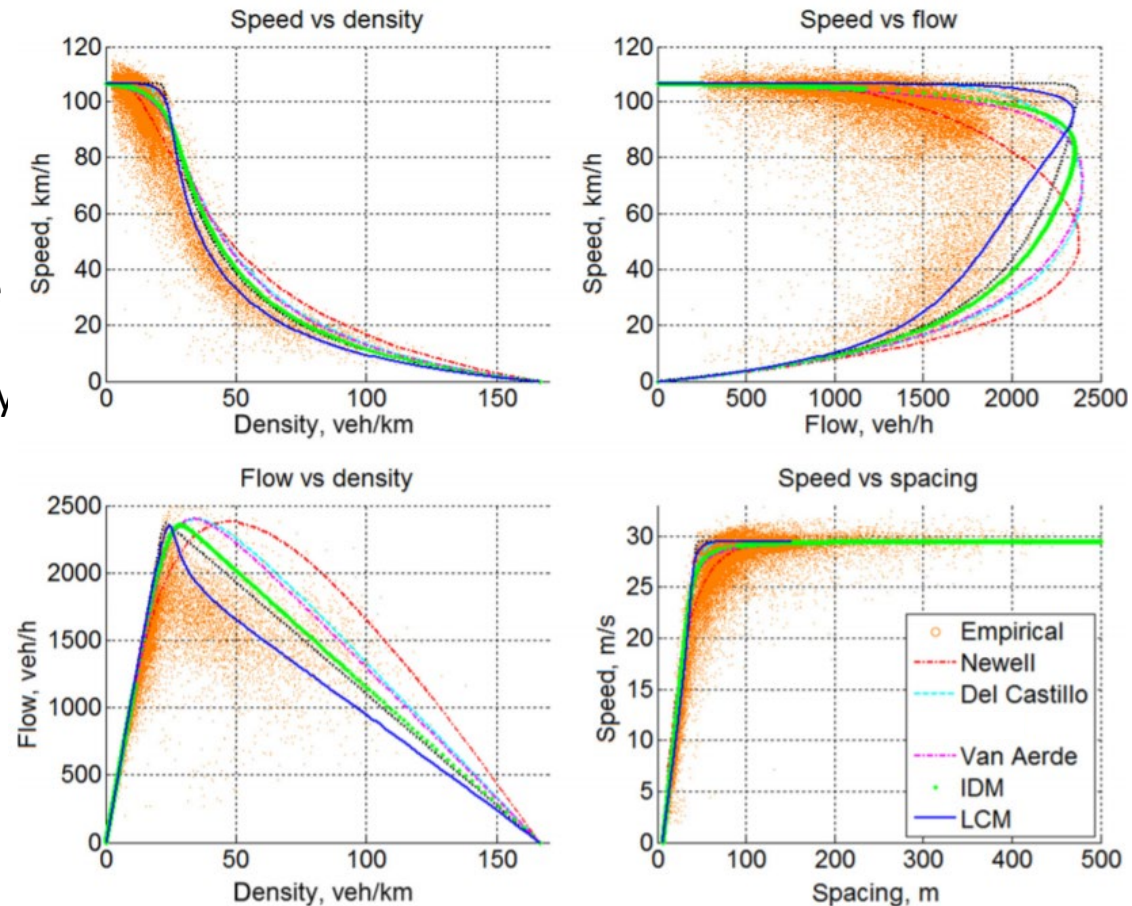 Speed vs density
120
100
80
60
40
20
0
0 50 100 150
Speed, km/h
Density, veh/km
Speed vs flow
120
100
80
60
40
20
0
0 500 1000 1500 2000 2500
Speed, km/h
Flow, veh/h
y
Flow vs density
2500
2000
1500
1000
500
0
0 50 100 150
Flow, veh/h
Density, veh/km
Speed vs spacing
30
25
20
15
10
5
0
0 100 200 300 400 500
Speed, m/s
Spacing, m
Empirical
Newell
Del Castillo
Van Aerde
IDM
LCM